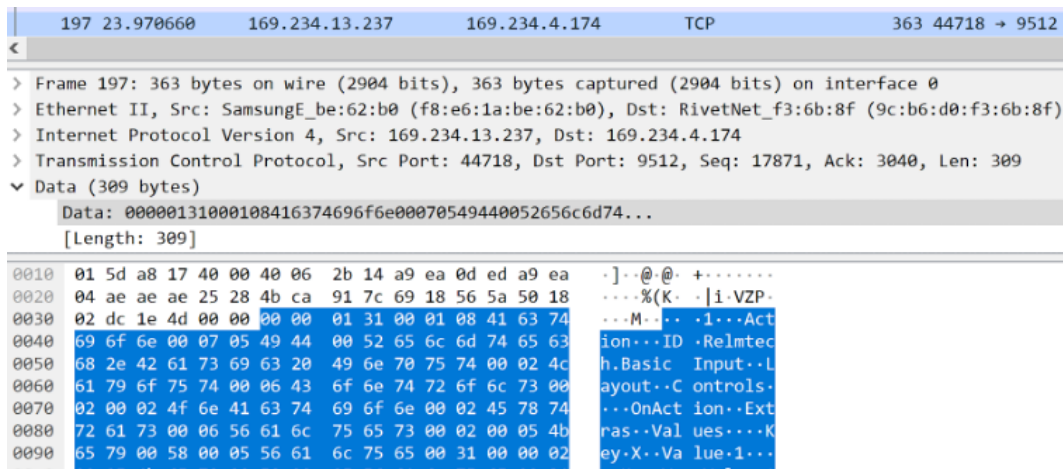 197 23.970660 169.234.13.237 169.234.4.174 TCP 363 44718 → 9512
> Frame 197: 363 bytes on wire (2904 bits), 363 bytes captured (2904 bits) on interface 0
> Ethernet II, Src: SamsungE_be:62:b0 (f8:e6:1a:be:62:b0), Dst: RivetNet_f3:6b:8f (9c:b6:d0:f3:6b:8f)
> Internet Protocol Version 4, Src: 169.234.13.237, Dst: 169.234.4.174
> Transmission Control Protocol, Src Port: 44718, Dst Port: 9512, Seq: 17871, Ack: 3040, Len: 309
Data (309 bytes)
Data: 00000131000108416374696f6e00070549440052656c6d74...
[Length: 309]
0010 01 5d a8 17 40 00 40 06 2b 14 a9 ea 0d ed a9 ea ·]··@·@· +·······
0020 04 ae ae ae 25 28 4b ca 91 7c 69 18 56 5a 50 18 ····%(K· ·|i·VZP·
0030 02 dc 1e 4d 00 00 00 00 01 31 00 01 08 41 63 74 ···M···· ·1···Act
0040 69 6f 6e 00 07 05 49 44 00 52 65 6c 6d 74 65 63 ion···ID ·Relmtec
0050 68 2e 42 61 73 69 63 20 49 6e 70 75 74 00 02 4c h.Basic Input··L
0060 61 79 6f 75 74 00 06 43 6f 6e 74 72 6f 6c 73 00 ayout··C ontrols·
0070 02 00 02 4f 6e 41 63 74 69 6f 6e 00 02 45 78 74 ···OnAct ion··Ext
0080 72 61 73 00 06 56 61 6c 75 65 73 00 02 00 05 4b ras··Val ues····K
0090 65 79 00 58 00 05 56 61 6c 75 65 00 31 00 00 02 ey·X··Va lue·1···